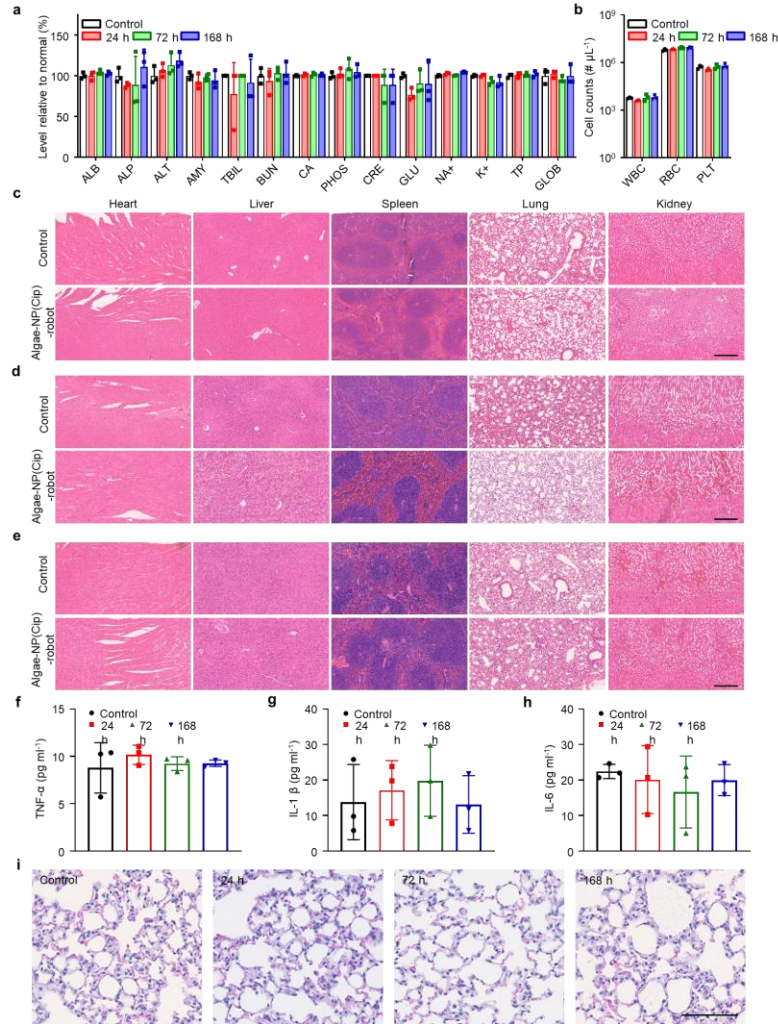 a
Level relative to normal (%)
150
100
50
0
Control
24 h 72 h 168 h
ALB ALP ALT AMY TBIL BUN CA PHOS CRE GLU NA+ K+ TP GLOB
b
Cell counts (# µL⁻¹)
10⁹
10⁶
10³
10⁰
Control
24 h 72 h 168 h
WBC RBC PLT
c
Heart Liver Spleen Lung Kidney
Control
Algae-NP(Cip)
-robot
d
Control
Algae-NP(Cip)
-robot
e
Control
Algae-NP(Cip)
-robot
f
TNF-α (pg ml⁻¹)
15
10
5
0
Control
24 72 168
h h h
g
IL-1 β (pg ml⁻¹)
40
30
20
10
0
Control
24 72 168
h h h
h
IL-6 (pg ml⁻¹)
40
30
20
10
0
Control
24 72 168
h h h
i
Control 24 h 72 h 168 h